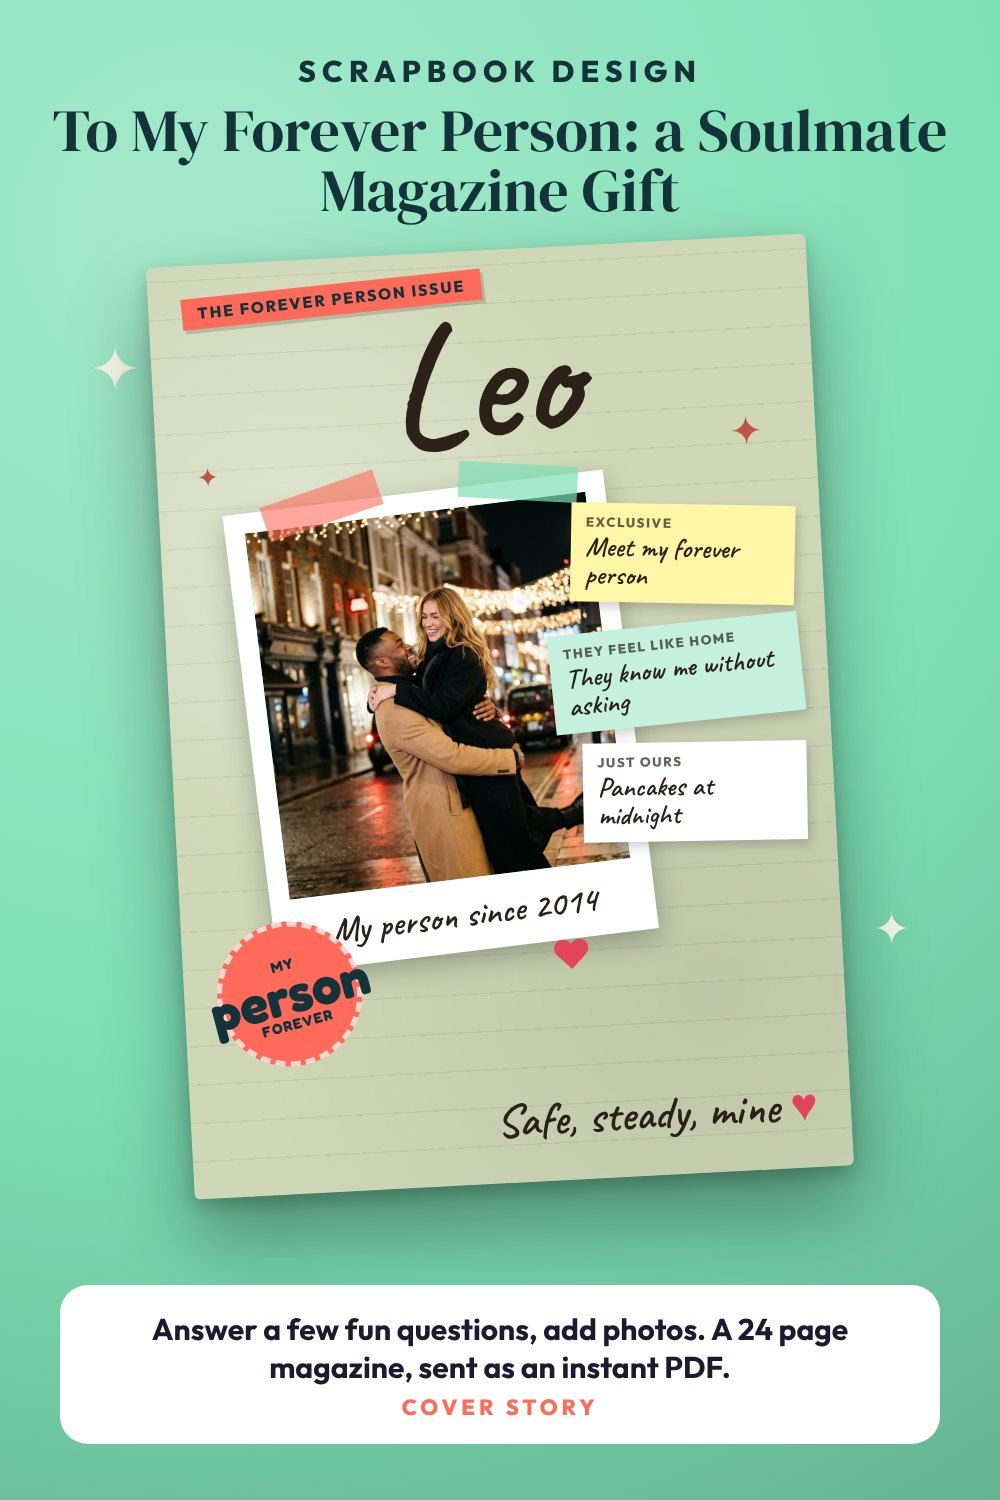 SCRAPBOOK DESIGN
To My Forever Person: a Soulmate
Magazine Gift
THE FOREVER PERSON ISSUE
Leo
EXCLUSIVE
Meet my forever
person
THEY FEEL LIKE HOME
They know me without
asking
JUST OURS
Pancakes at
midnight
My person since 2014
MY
person
FOREVER
Safe, steady, mine ♥
Answer a few fun questions, add photos. A 24 page
magazine, sent as an instant PDF.
COVER STORY